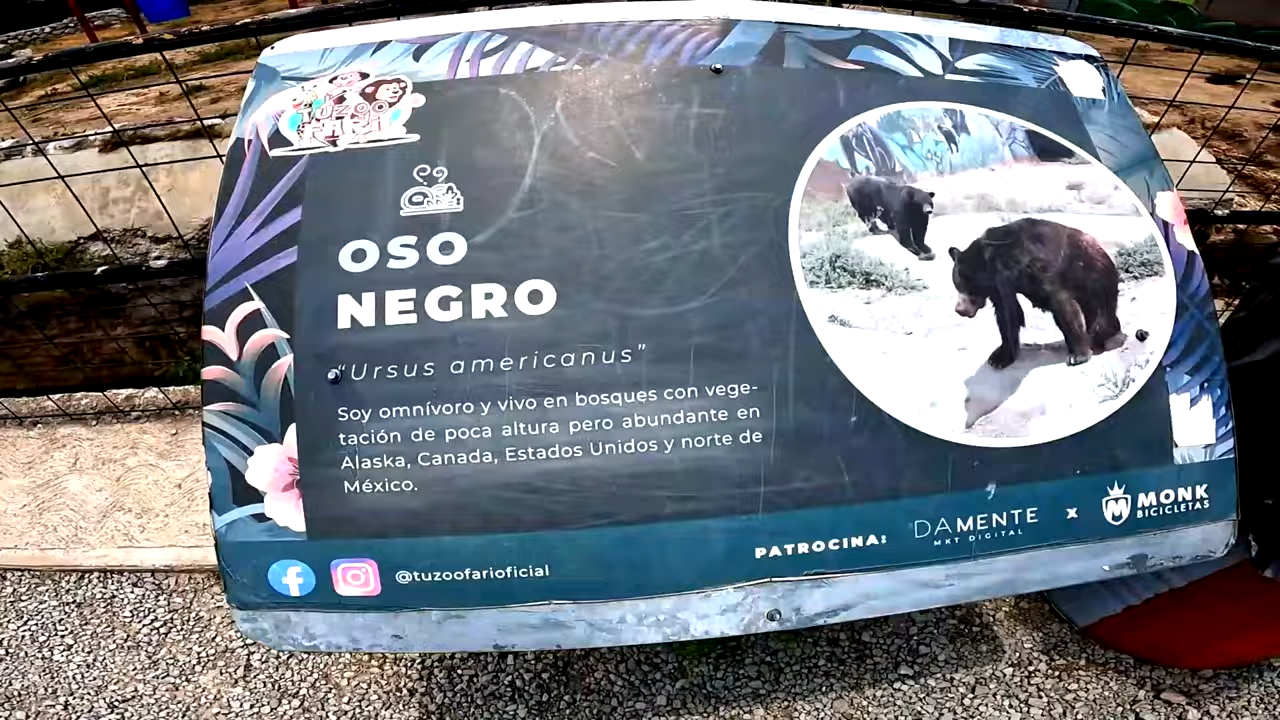 TUZOO
FARI
OSO
NEGRO
“Ursus americanus”
Soy omnívoro y vivo en bosques con vege-
tación de poca altura pero abundante en
Alaska, Canada, Estados Unidos y norte de
México.
PATROCINA: DAMENTE x MONK
MKT DIGITAL BICICLETAS
@tuzoofarioficial